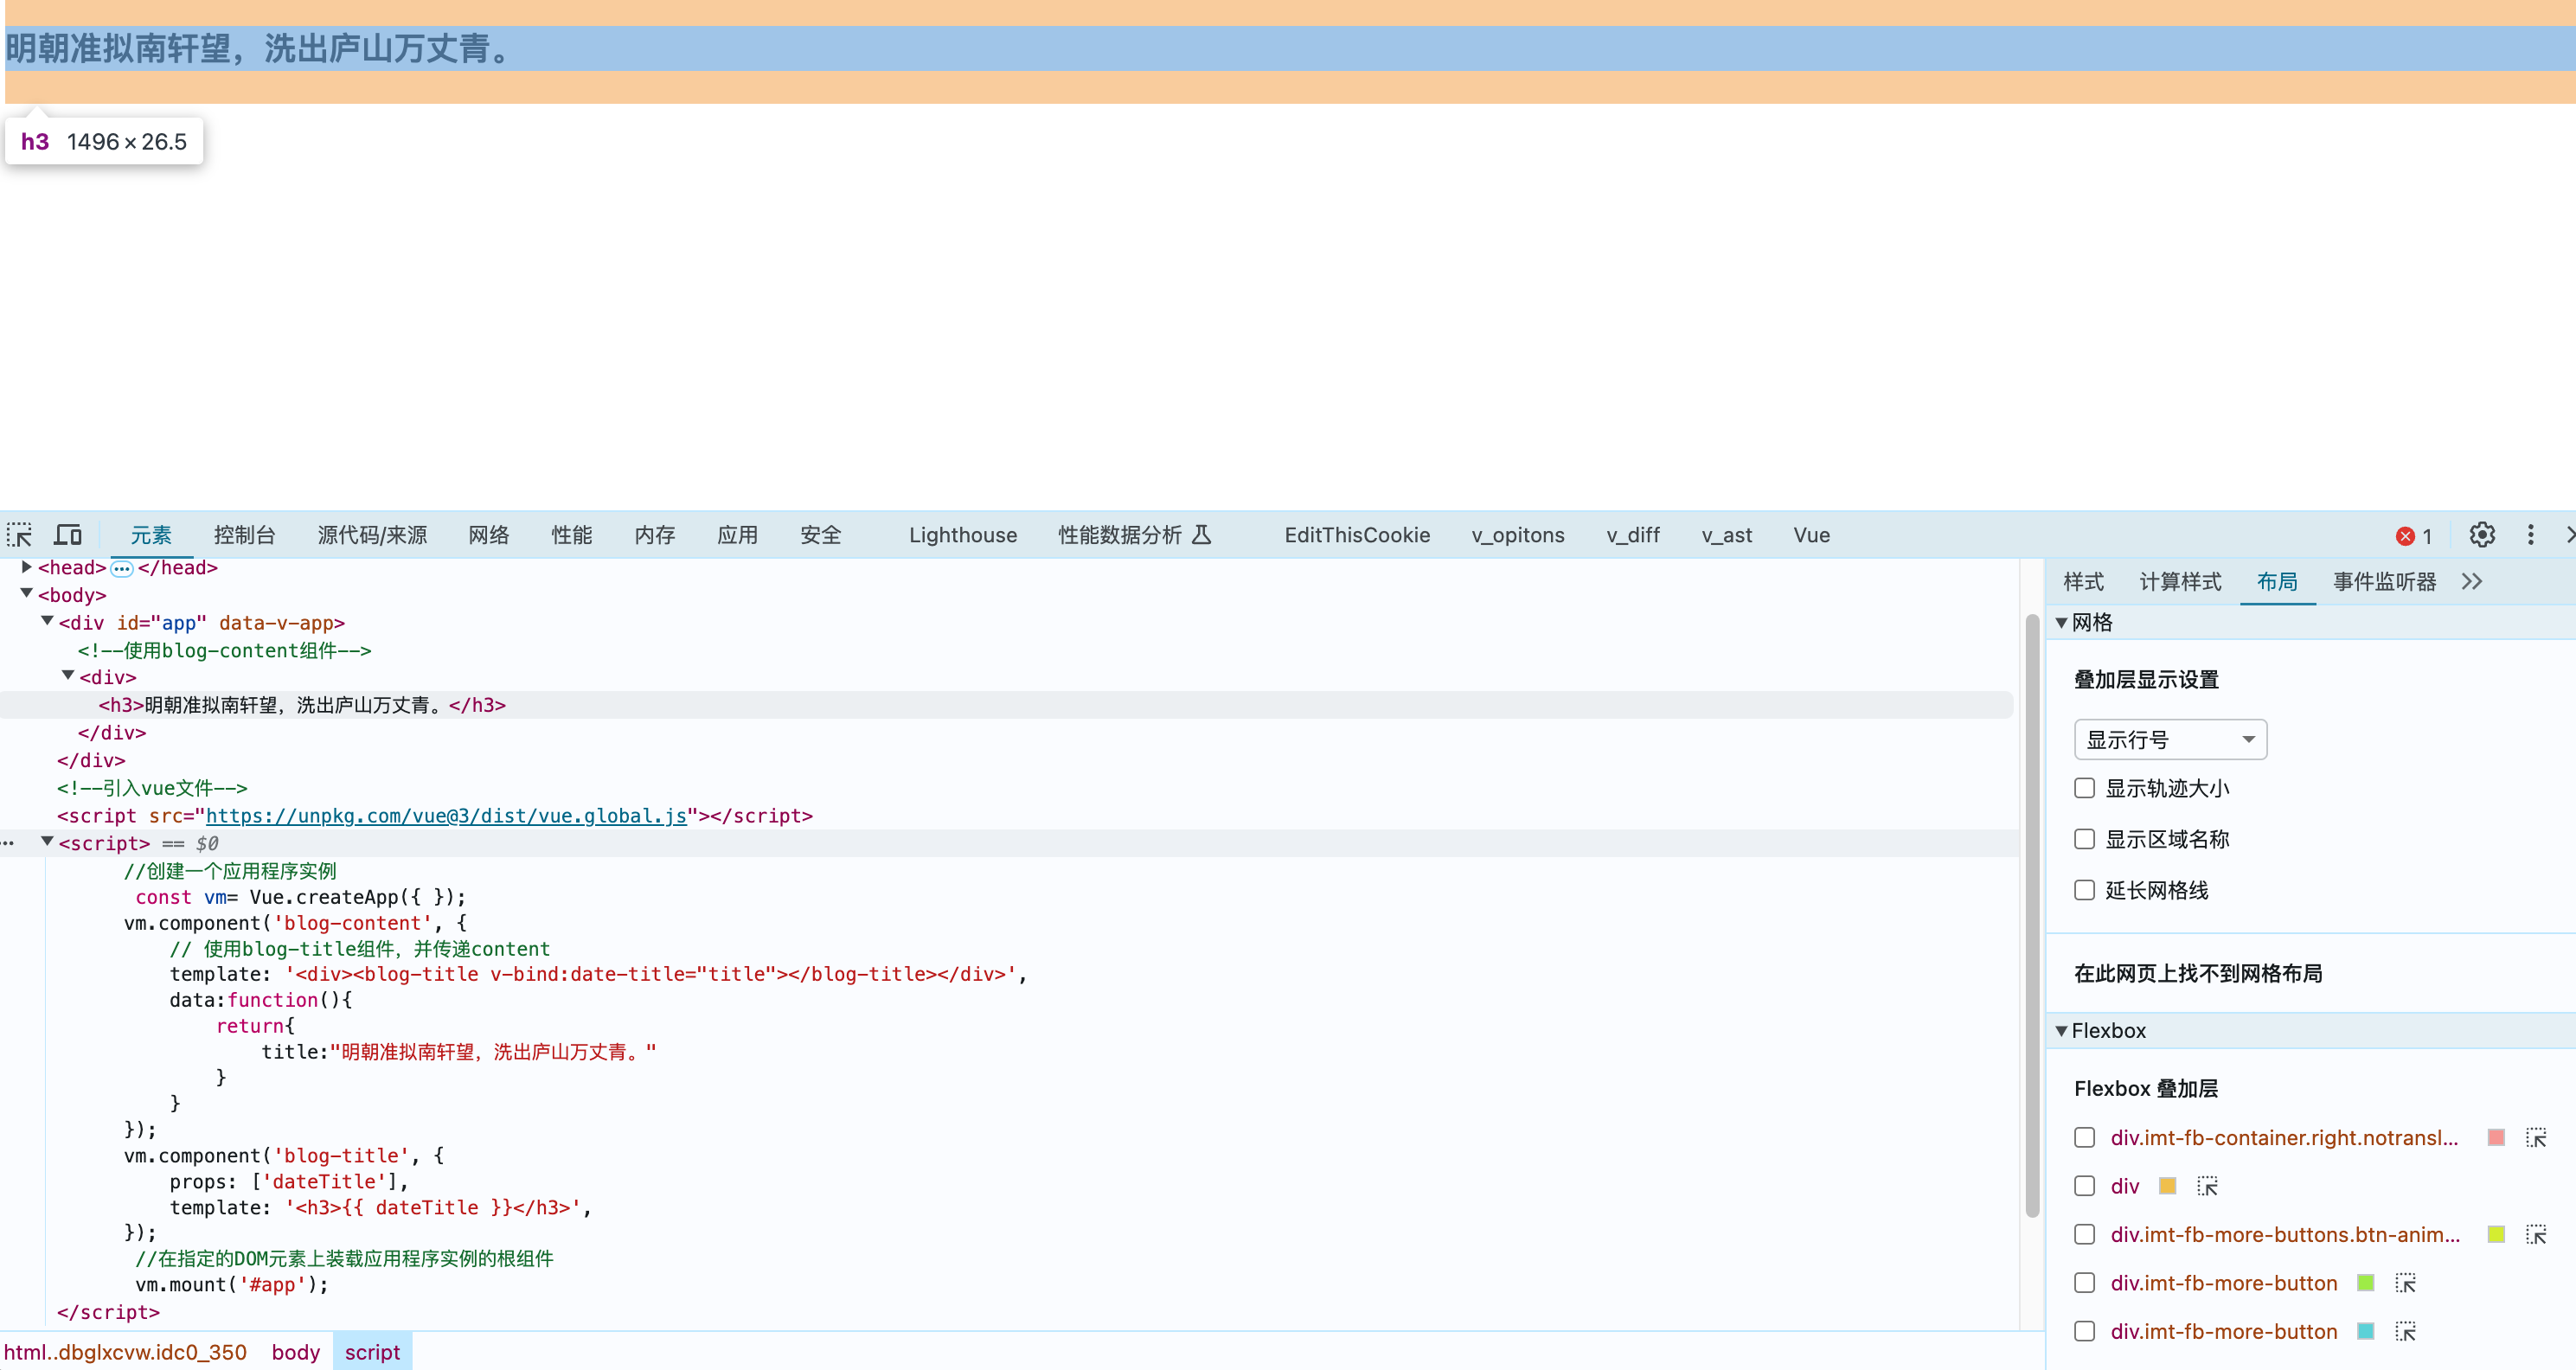 明朝准拟南轩望，洗出庐山万丈青。
h3 1496 × 26.5
元素 控制台 源代码/来源 网络 性能 内存 应用 安全 Lighthouse 性能数据分析 EditThisCookie v_opitons v_diff v_ast Vue 1
<head> ••• </head>
<body>
<div id="app" data-v-app>
<!--使用blog-content组件-->
<div>
<h3>明朝准拟南轩望，洗出庐山万丈青。</h3>
</div>
</div>
<!--引入vue文件-->
<script src="https://unpkg.com/vue@3/dist/vue.global.js"></script>
<script> == $0
//创建一个应用程序实例
const vm= Vue.createApp({ });
vm.component('blog-content', {
// 使用blog-title组件，并传递content
template: '<div><blog-title v-bind:date-title="title"></blog-title></div>',
data:function(){
return{
title:"明朝准拟南轩望，洗出庐山万丈青。"
}
}
});
vm.component('blog-title', {
props: ['dateTitle'],
template: '<h3>{{ dateTitle }}</h3>',
});
//在指定的DOM元素上装载应用程序实例的根组件
vm.mount('#app');
</script>
html..dbglxcvw.idc0_350 body script
样式 计算样式 布局 事件监听器
网格
叠加层显示设置
显示行号
显示轨迹大小
显示区域名称
延长网格线
在此网页上找不到网格布局
Flexbox
Flexbox 叠加层
div.imt-fb-container.right.notransl...
div
div.imt-fb-more-buttons.btn-anim...
div.imt-fb-more-button
div.imt-fb-more-button